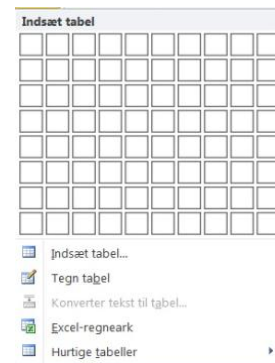 Indsæt tabel
Indsæt tabel...
Tegn tabel
Konverter tekst til tabel...
Excel-regneark
Hurtige tabeller